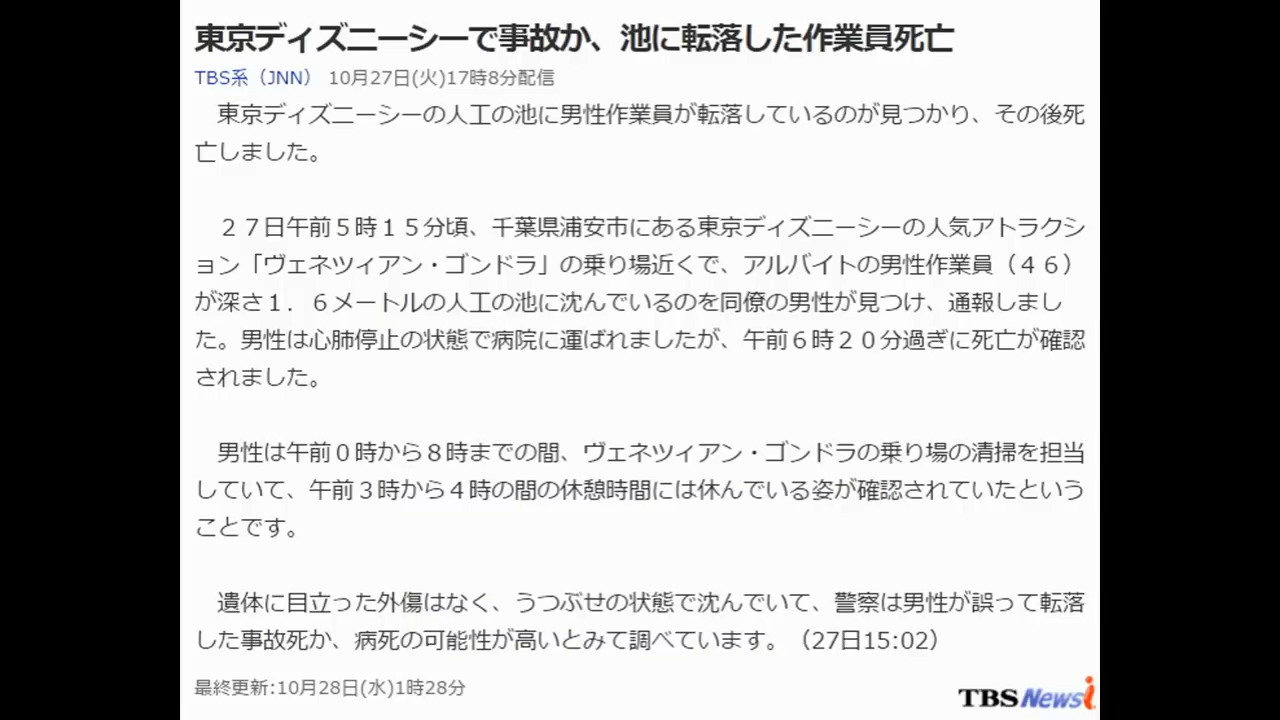 東京ディズニーシーで事故か、池に転落した作業員死亡
TBS系（JNN） 10月27日(火)17時8分配信
　東京ディズニーシーの人工の池に男性作業員が転落しているのが見つかり、その後死
亡しました。
　２７日午前５時１５分頃、千葉県浦安市にある東京ディズニーシーの人気アトラクシ
ョン「ヴェネツィアン・ゴンドラ」の乗り場近くで、アルバイトの男性作業員（４６）
が深さ１．６メートルの人工の池に沈んでいるのを同僚の男性が見つけ、通報しまし
た。男性は心肺停止の状態で病院に運ばれましたが、午前６時２０分過ぎに死亡が確認
されました。
　男性は午前０時から８時までの間、ヴェネツィアン・ゴンドラの乗り場の清掃を担当
していて、午前３時から４時の間の休憩時間には休んでいる姿が確認されていたという
ことです。
　遺体に目立った外傷はなく、うつぶせの状態で沈んでいて、警察は男性が誤って転落
した事故死か、病死の可能性が高いとみて調べています。（27日15:02）
最終更新:10月28日(水)1時28分
TBS News i